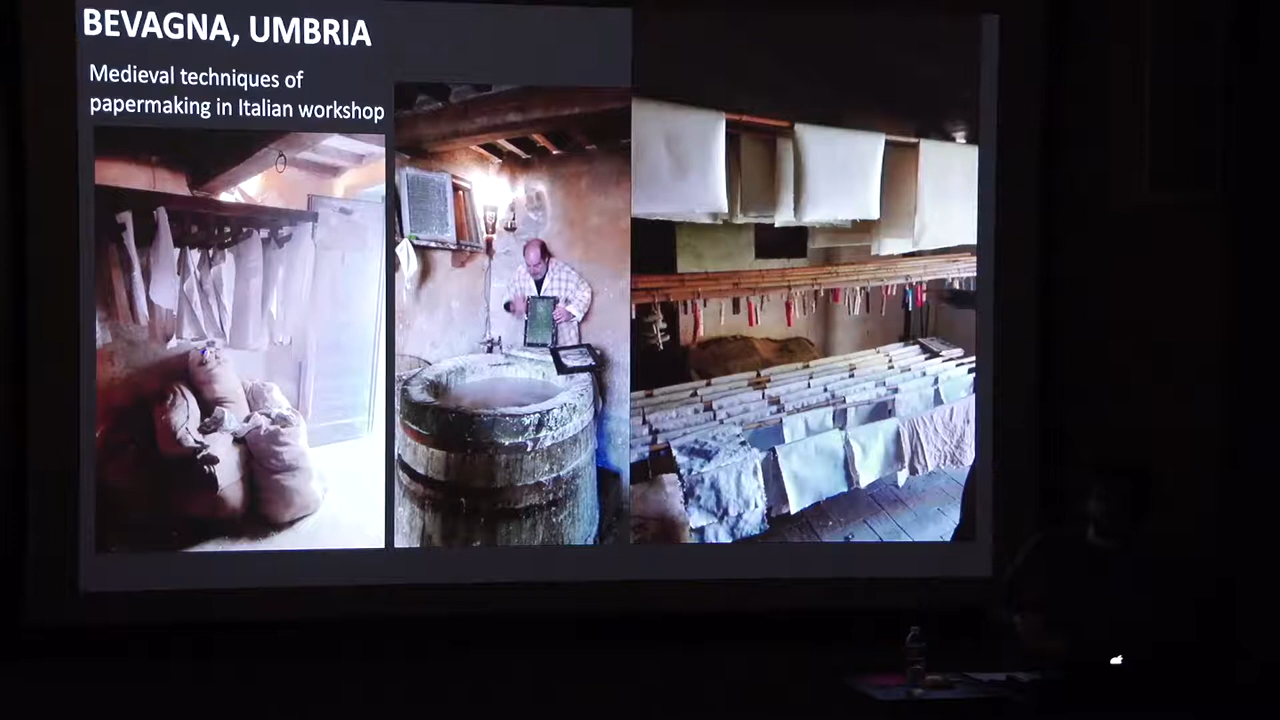 BEVAGNA, UMBRIA
Medieval techniques of
papermaking in Italian workshop